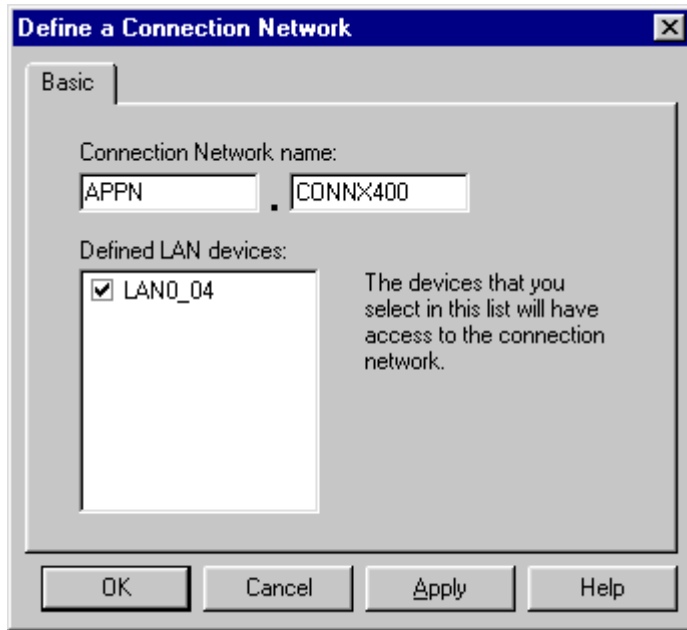 Define a Connection Network
Basic
Connection Network name:
APPN . CONNX400
Defined LAN devices:
LAN0_04
The devices that you
select in this list will have
access to the connection
network.
OK Cancel Apply Help